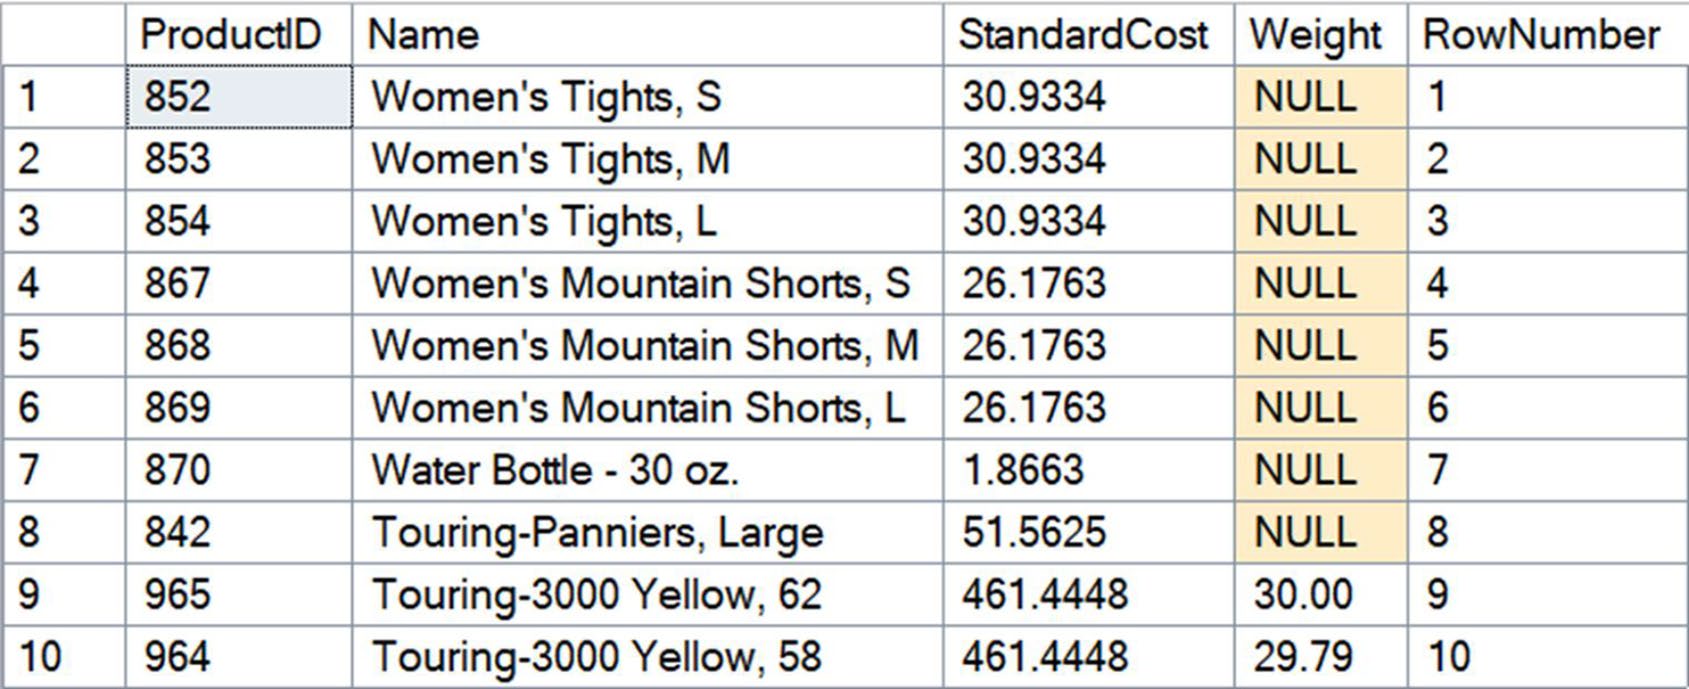 ProductID Name StandardCost Weight RowNumber
1 852 Women's Tights, S 30.9334 NULL 1
2 853 Women's Tights, M 30.9334 NULL 2
3 854 Women's Tights, L 30.9334 NULL 3
4 867 Women's Mountain Shorts, S 26.1763 NULL 4
5 868 Women's Mountain Shorts, M 26.1763 NULL 5
6 869 Women's Mountain Shorts, L 26.1763 NULL 6
7 870 Water Bottle - 30 oz. 1.8663 NULL 7
8 842 Touring-Panniers, Large 51.5625 NULL 8
9 965 Touring-3000 Yellow, 62 461.4448 30.00 9
10 964 Touring-3000 Yellow, 58 461.4448 29.79 10